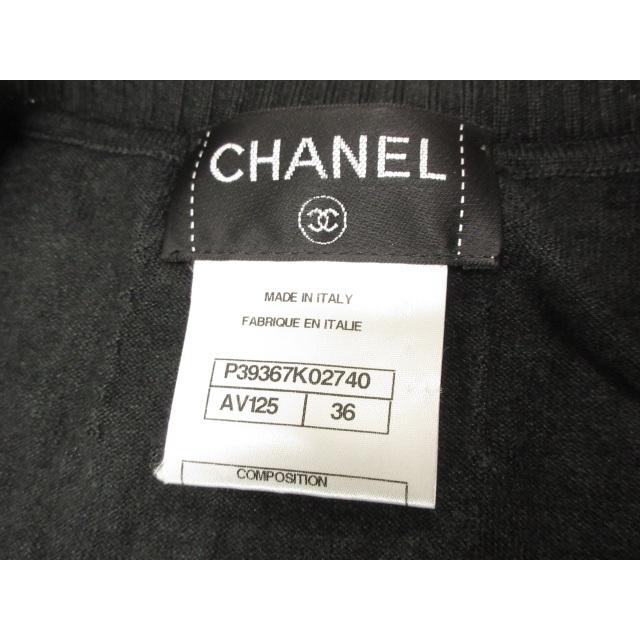 CHANEL
MADE IN ITALY
FABRIQUE EN ITALIE
P39367K02740
AV125 36
COMPOSITION